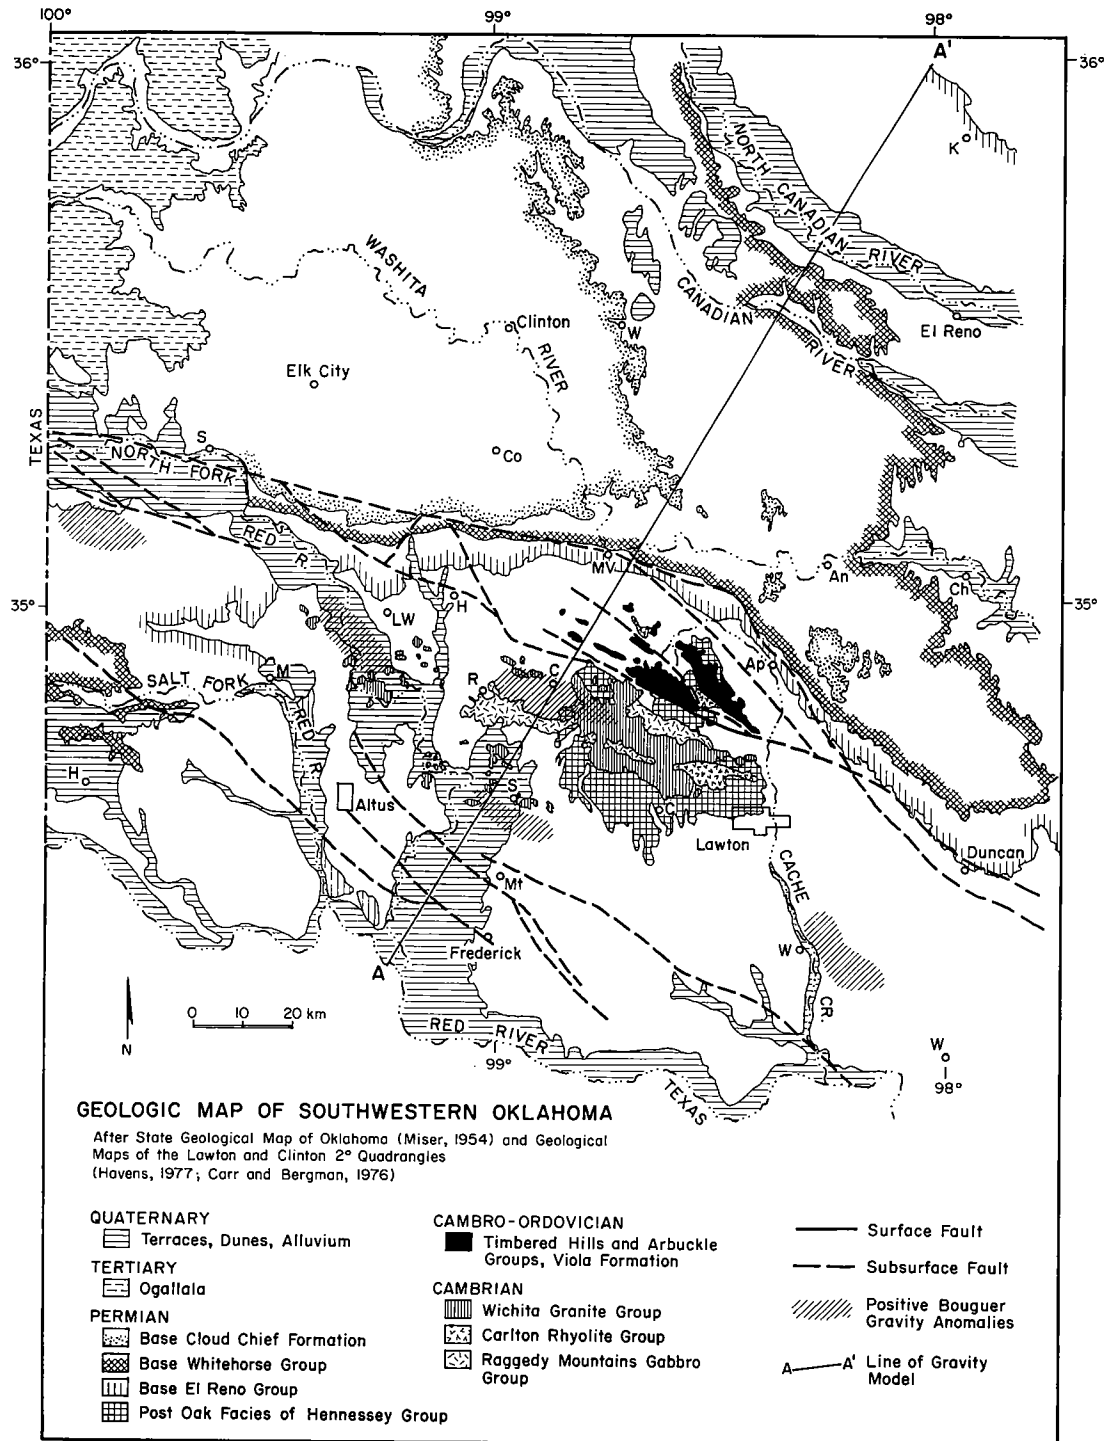 100°
99°
98°
A'
36°
36°
K
NORTH CANADIAN RIVER
WASHITA
RIVER
CANADIAN
RIVER
Clinton
W
El Reno
Elk City
TEXAS
S
NORTH FORK
Co
RED R.
MV
An
Ch
35°
35°
LW
H
SALT FORK
M
R
C
Ap
RED R.
H
Altus
S
C
Lawton
Duncan
CACHE
Mt
W
Frederick
A
CR.
0 10 20 km
N
RED RIVER
99°
W
98°
TEXAS
GEOLOGIC MAP OF SOUTHWESTERN OKLAHOMA
After State Geological Map of Oklahoma (Miser, 1954) and Geological
Maps of the Lawton and Clinton 2° Quadrangles
(Havens, 1977; Carr and Bergman, 1976)
QUATERNARY
Terraces, Dunes, Alluvium
TERTIARY
Ogallala
PERMIAN
Base Cloud Chief Formation
Base Whitehorse Group
Base El Reno Group
Post Oak Facies of Hennessey Group
CAMBRO-ORDOVICIAN
Timbered Hills and Arbuckle
Groups, Viola Formation
CAMBRIAN
Wichita Granite Group
Carlton Rhyolite Group
Raggedy Mountains Gabbro
Group
Surface Fault
Subsurface Fault
Positive Bouguer
Gravity Anomalies
A A' Line of Gravity
Model